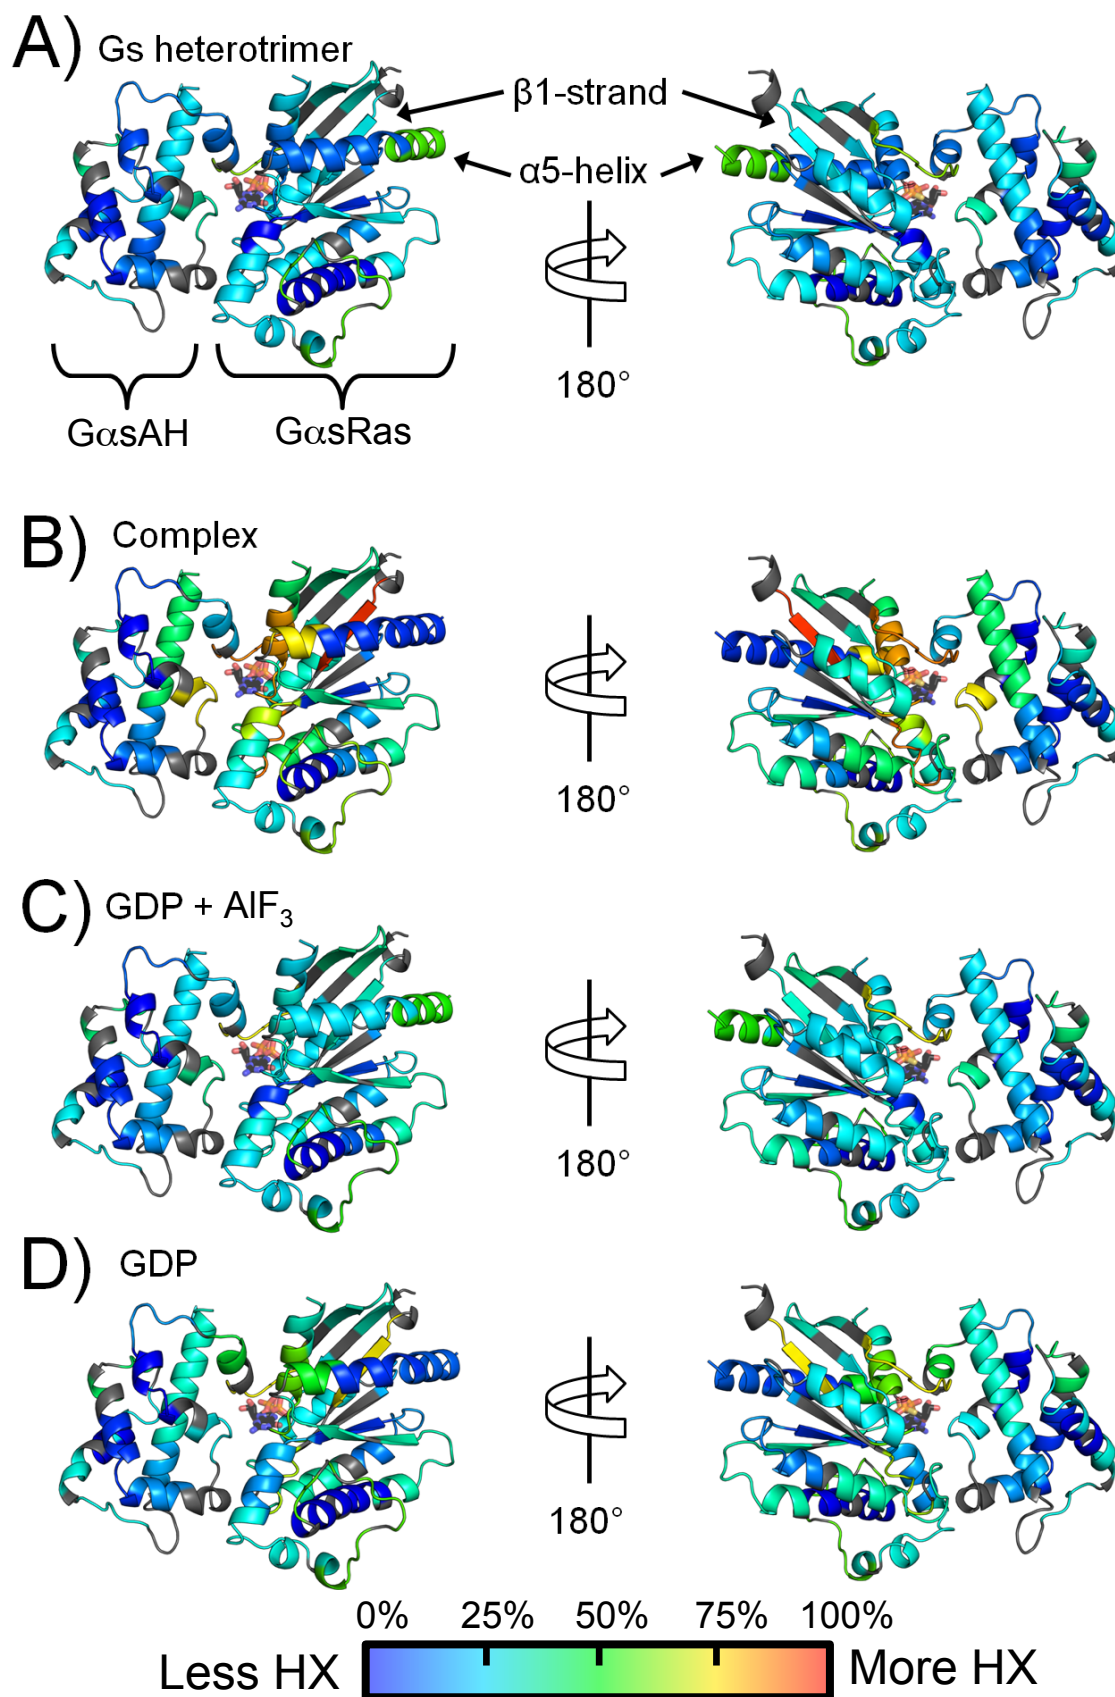 A) Gs heterotrimer
β1-strand
α5-helix
180°
GαsAH
GαsRas
B) Complex
180°
C) GDP + AlF3
180°
D) GDP
180°
0% 25% 50% 75% 100%
Less HX More HX